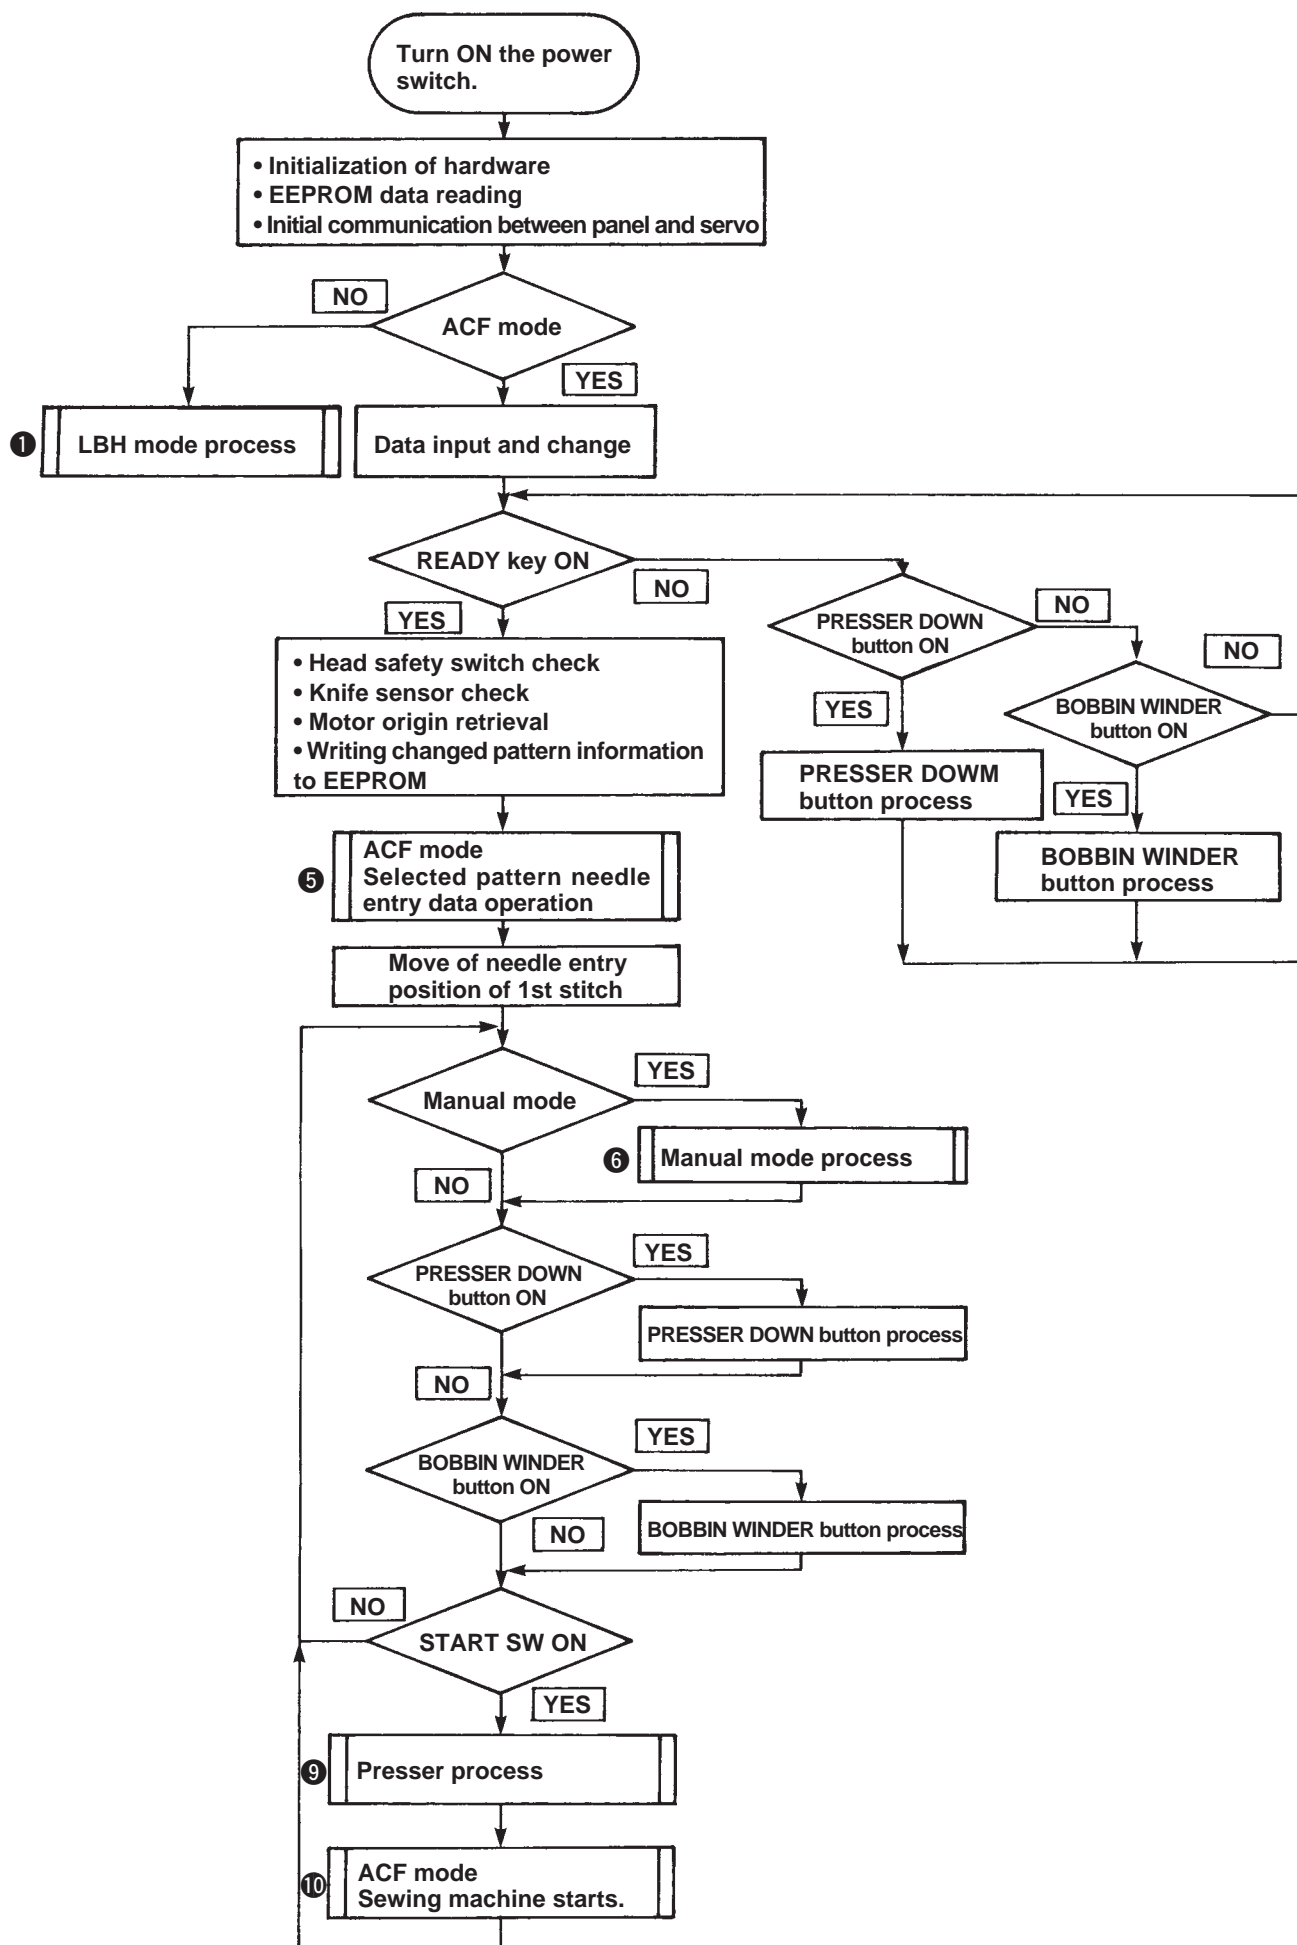 Turn ON the power
switch.
• Initialization of hardware
• EEPROM data reading
• Initial communication between panel and servo
NO
ACF mode
YES
❶
LBH mode process
Data input and change
READY key ON
NO
YES
PRESSER DOWN
button ON
NO
NO
YES
BOBBIN WINDER
button ON
• Head safety switch check
• Knife sensor check
• Motor origin retrieval
• Writing changed pattern information
to EEPROM
PRESSER DOWM
button process
YES
BOBBIN WINDER
button process
❺
ACF mode
Selected pattern needle
entry data operation
Move of needle entry
position of 1st stitch
Manual mode
YES
❻
Manual mode process
NO
PRESSER DOWN
button ON
YES
PRESSER DOWN button process
NO
BOBBIN WINDER
button ON
YES
BOBBIN WINDER button process
NO
NO
START SW ON
YES
❾
Presser process
❿
ACF mode
Sewing machine starts.